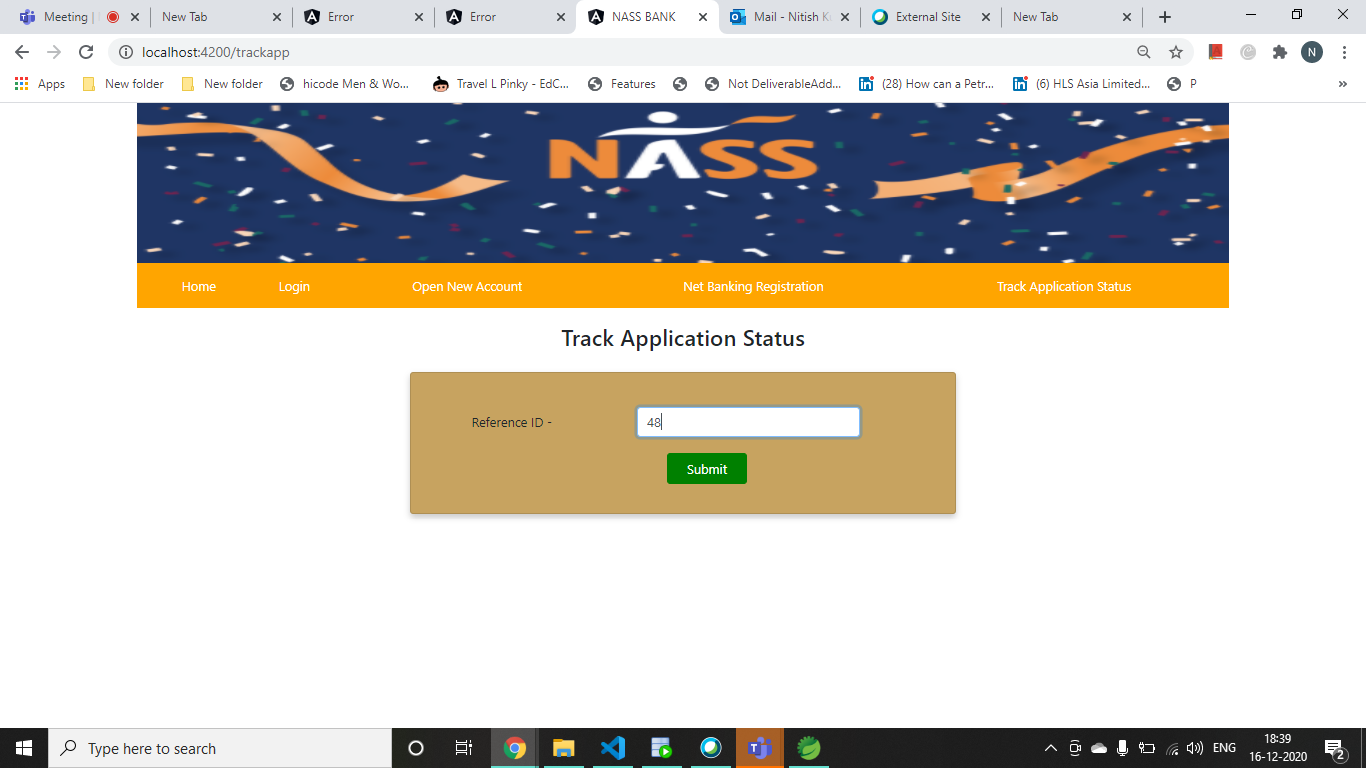 Meeting |
New Tab
Error
Error
NASS BANK
Mail - Nitish K
External Site
New Tab
localhost:4200/trackapp
N
Apps
New folder
New folder
hicode Men & Wo...
Travel L Pinky - EdC...
Features
Not DeliverableAdd...
(28) How can a Petr...
(6) HLS Asia Limited...
P
»
NASS
Home
Login
Open New Account
Net Banking Registration
Track Application Status
Track Application Status
Reference ID -
48
Submit
Type here to search
ENG
18:39
16-12-2020
2